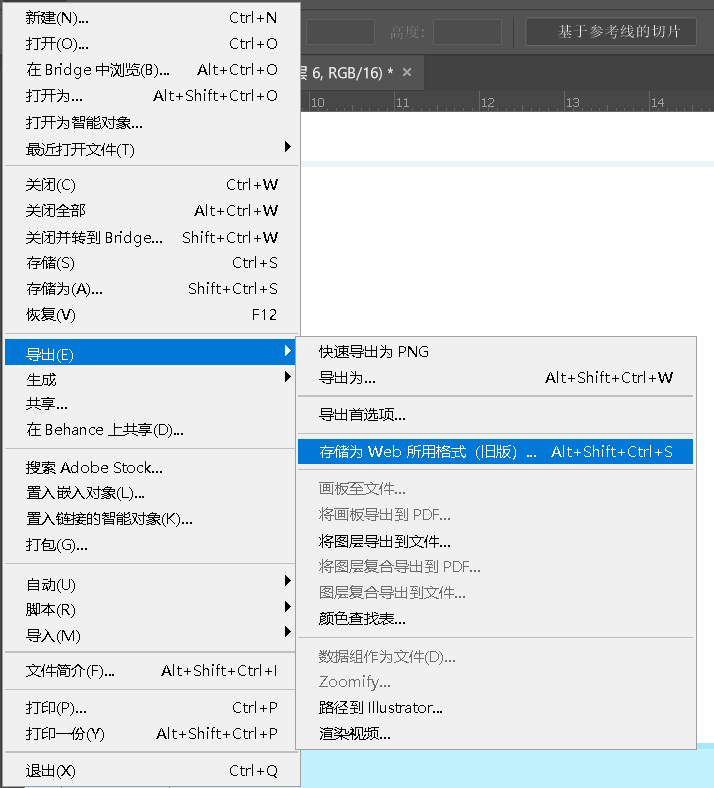 新建(N)... Ctrl+N
打开(O)... Ctrl+O
在 Bridge 中浏览(B)... Alt+Ctrl+O
打开为... Alt+Shift+Ctrl+O
打开为智能对象...
最近打开文件(T)
关闭(C) Ctrl+W
关闭全部 Alt+Ctrl+W
关闭并转到 Bridge... Shift+Ctrl+W
存储(S) Ctrl+S
存储为(A)... Shift+Ctrl+S
恢复(V) F12
导出(E)
生成
共享...
在 Behance 上共享(D)...
搜索 Adobe Stock...
置入嵌入对象(L)...
置入链接的智能对象(K)...
打包(G)...
自动(U)
脚本(R)
导入(M)
文件简介(F)... Alt+Shift+Ctrl+I
打印(P)... Ctrl+P
打印一份(Y) Alt+Shift+Ctrl+P
退出(X) Ctrl+Q
高度:
基于参考线的切片
6, RGB/16) * ×
10 11 12 13 14
快速导出为 PNG
导出为... Alt+Shift+Ctrl+W
导出首选项...
存储为 Web 所用格式（旧版）... Alt+Shift+Ctrl+S
画板至文件...
将画板导出到 PDF...
将图层导出到文件...
将图层复合导出到 PDF...
图层复合导出到文件...
颜色查找表...
数据组作为文件(D)...
Zoomify...
路径到 Illustrator...
渲染视频...